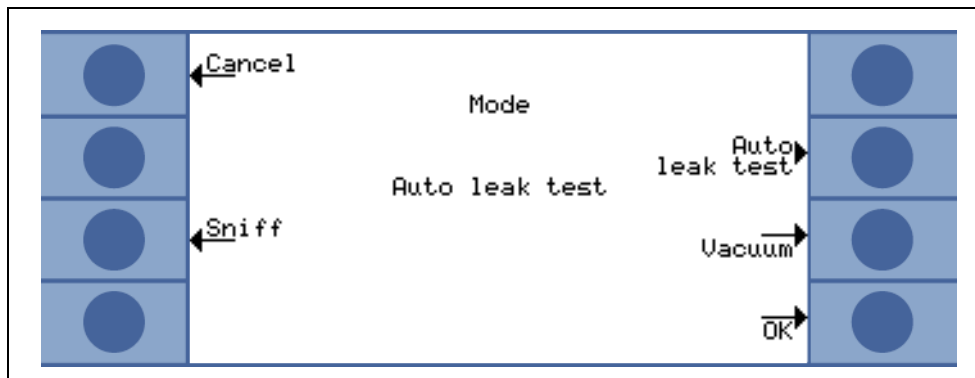 Cancel
Mode
Auto
leak test
Auto leak test
Sniff
Vacuum
OK